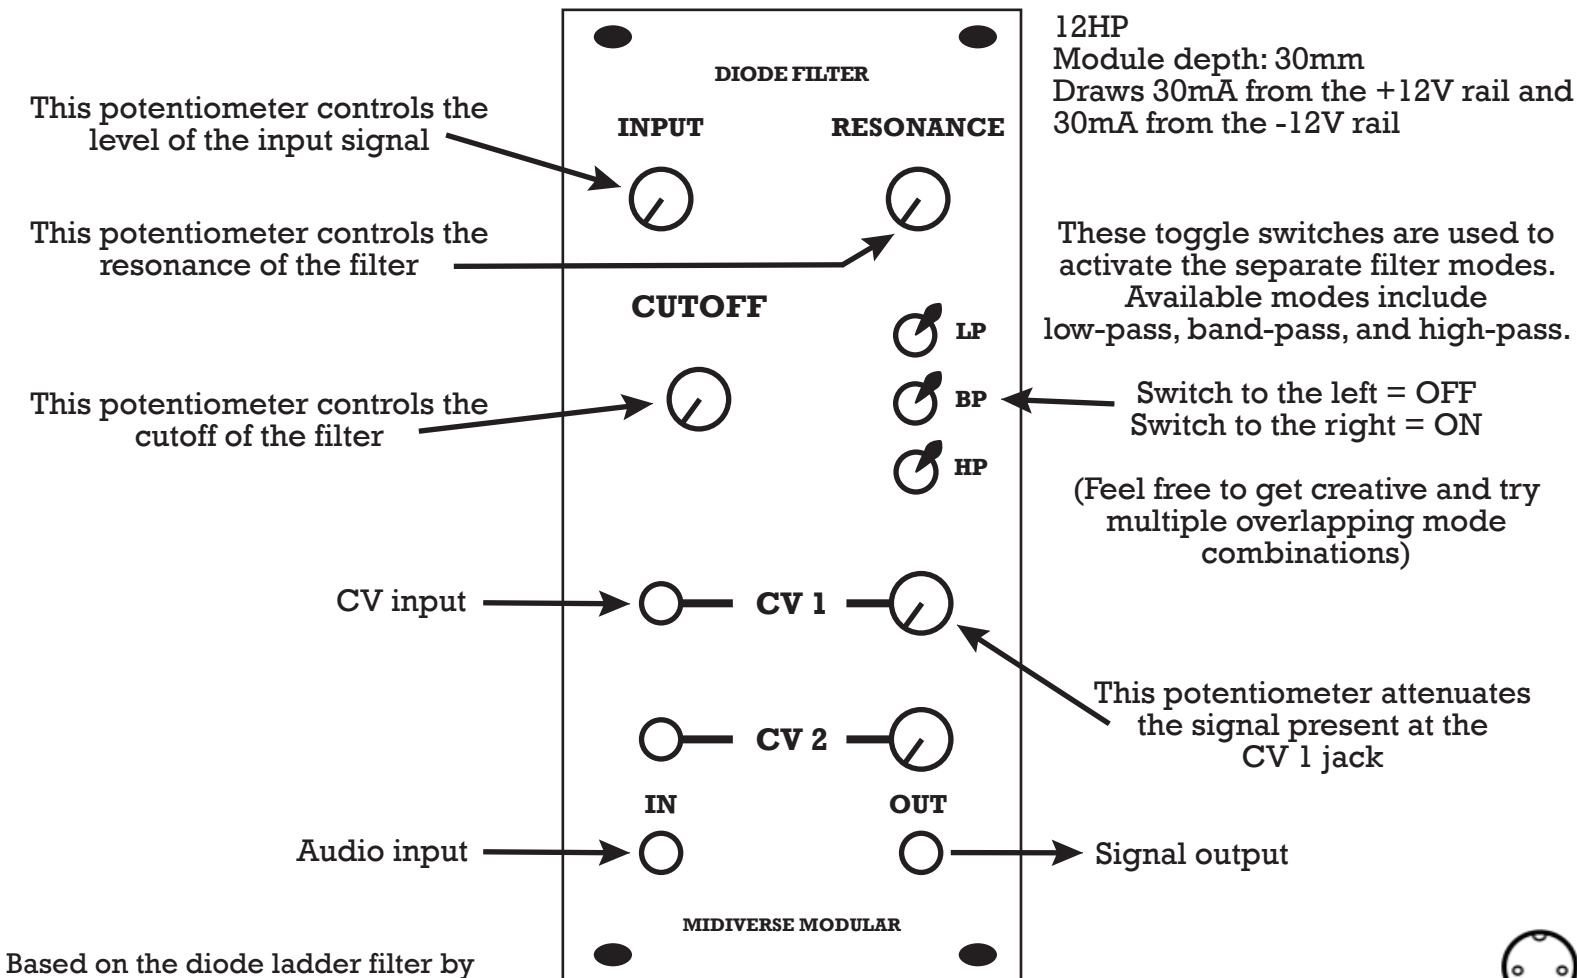 DIODE FILTER
12HP
Module depth: 30mm
Draws 30mA from the +12V rail and
30mA from the -12V rail
This potentiometer controls the
level of the input signal
INPUT
RESONANCE
This potentiometer controls the
resonance of the filter
These toggle switches are used to
activate the separate filter modes.
Available modes include
low-pass, band-pass, and high-pass.
CUTOFF
LP
BP
HP
This potentiometer controls the
cutoff of the filter
Switch to the left = OFF
Switch to the right = ON
(Feel free to get creative and try
multiple overlapping mode
combinations)
CV input
CV 1
This potentiometer attenuates
the signal present at the
CV 1 jack
CV 2
IN
OUT
Audio input
Signal output
MIDIVERSE MODULAR
Based on the diode ladder filter by